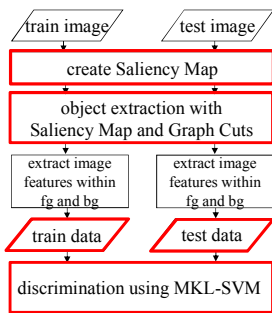 train image
test image
create Saliency Map
object extraction with
Saliency Map and Graph Cuts
extract image
features within
fg and bg
extract image
features within
fg and bg
train data
test data
discrimination using MKL-SVM